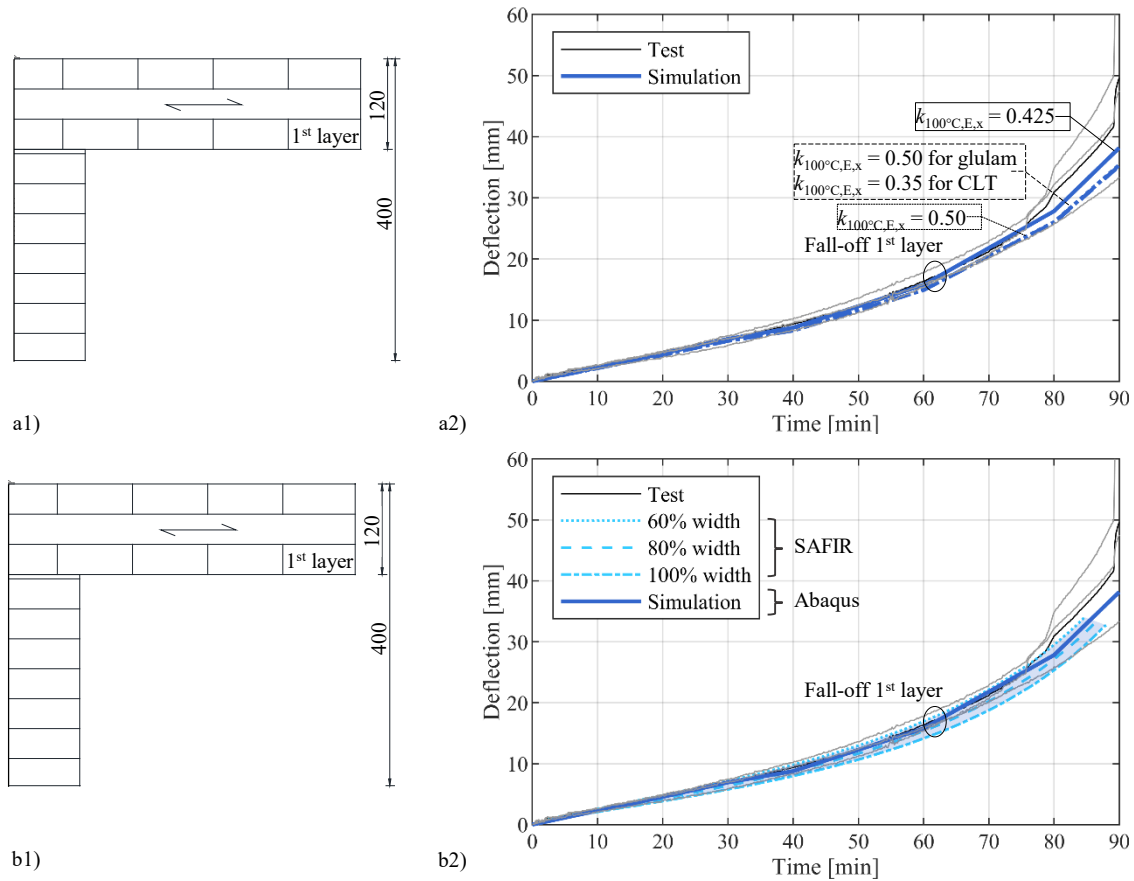 1st layer
120
400
a1)
60
50
40
30
20
10
0
Deflection [mm]
Test
Simulation
k100°C,E,x = 0.425
k100°C,E,x = 0.50 for glulam
k100°C,E,x = 0.35 for CLT
k100°C,E,x = 0.50
Fall-off 1st layer
0 10 20 30 40 50 60 70 80 90
Time [min]
a2)
1st layer
120
400
b1)
60
50
40
30
20
10
0
Deflection [mm]
Test
60% width
80% width
100% width
SAFIR
Simulation
Abaqus
Fall-off 1st layer
0 10 20 30 40 50 60 70 80 90
Time [min]
b2)